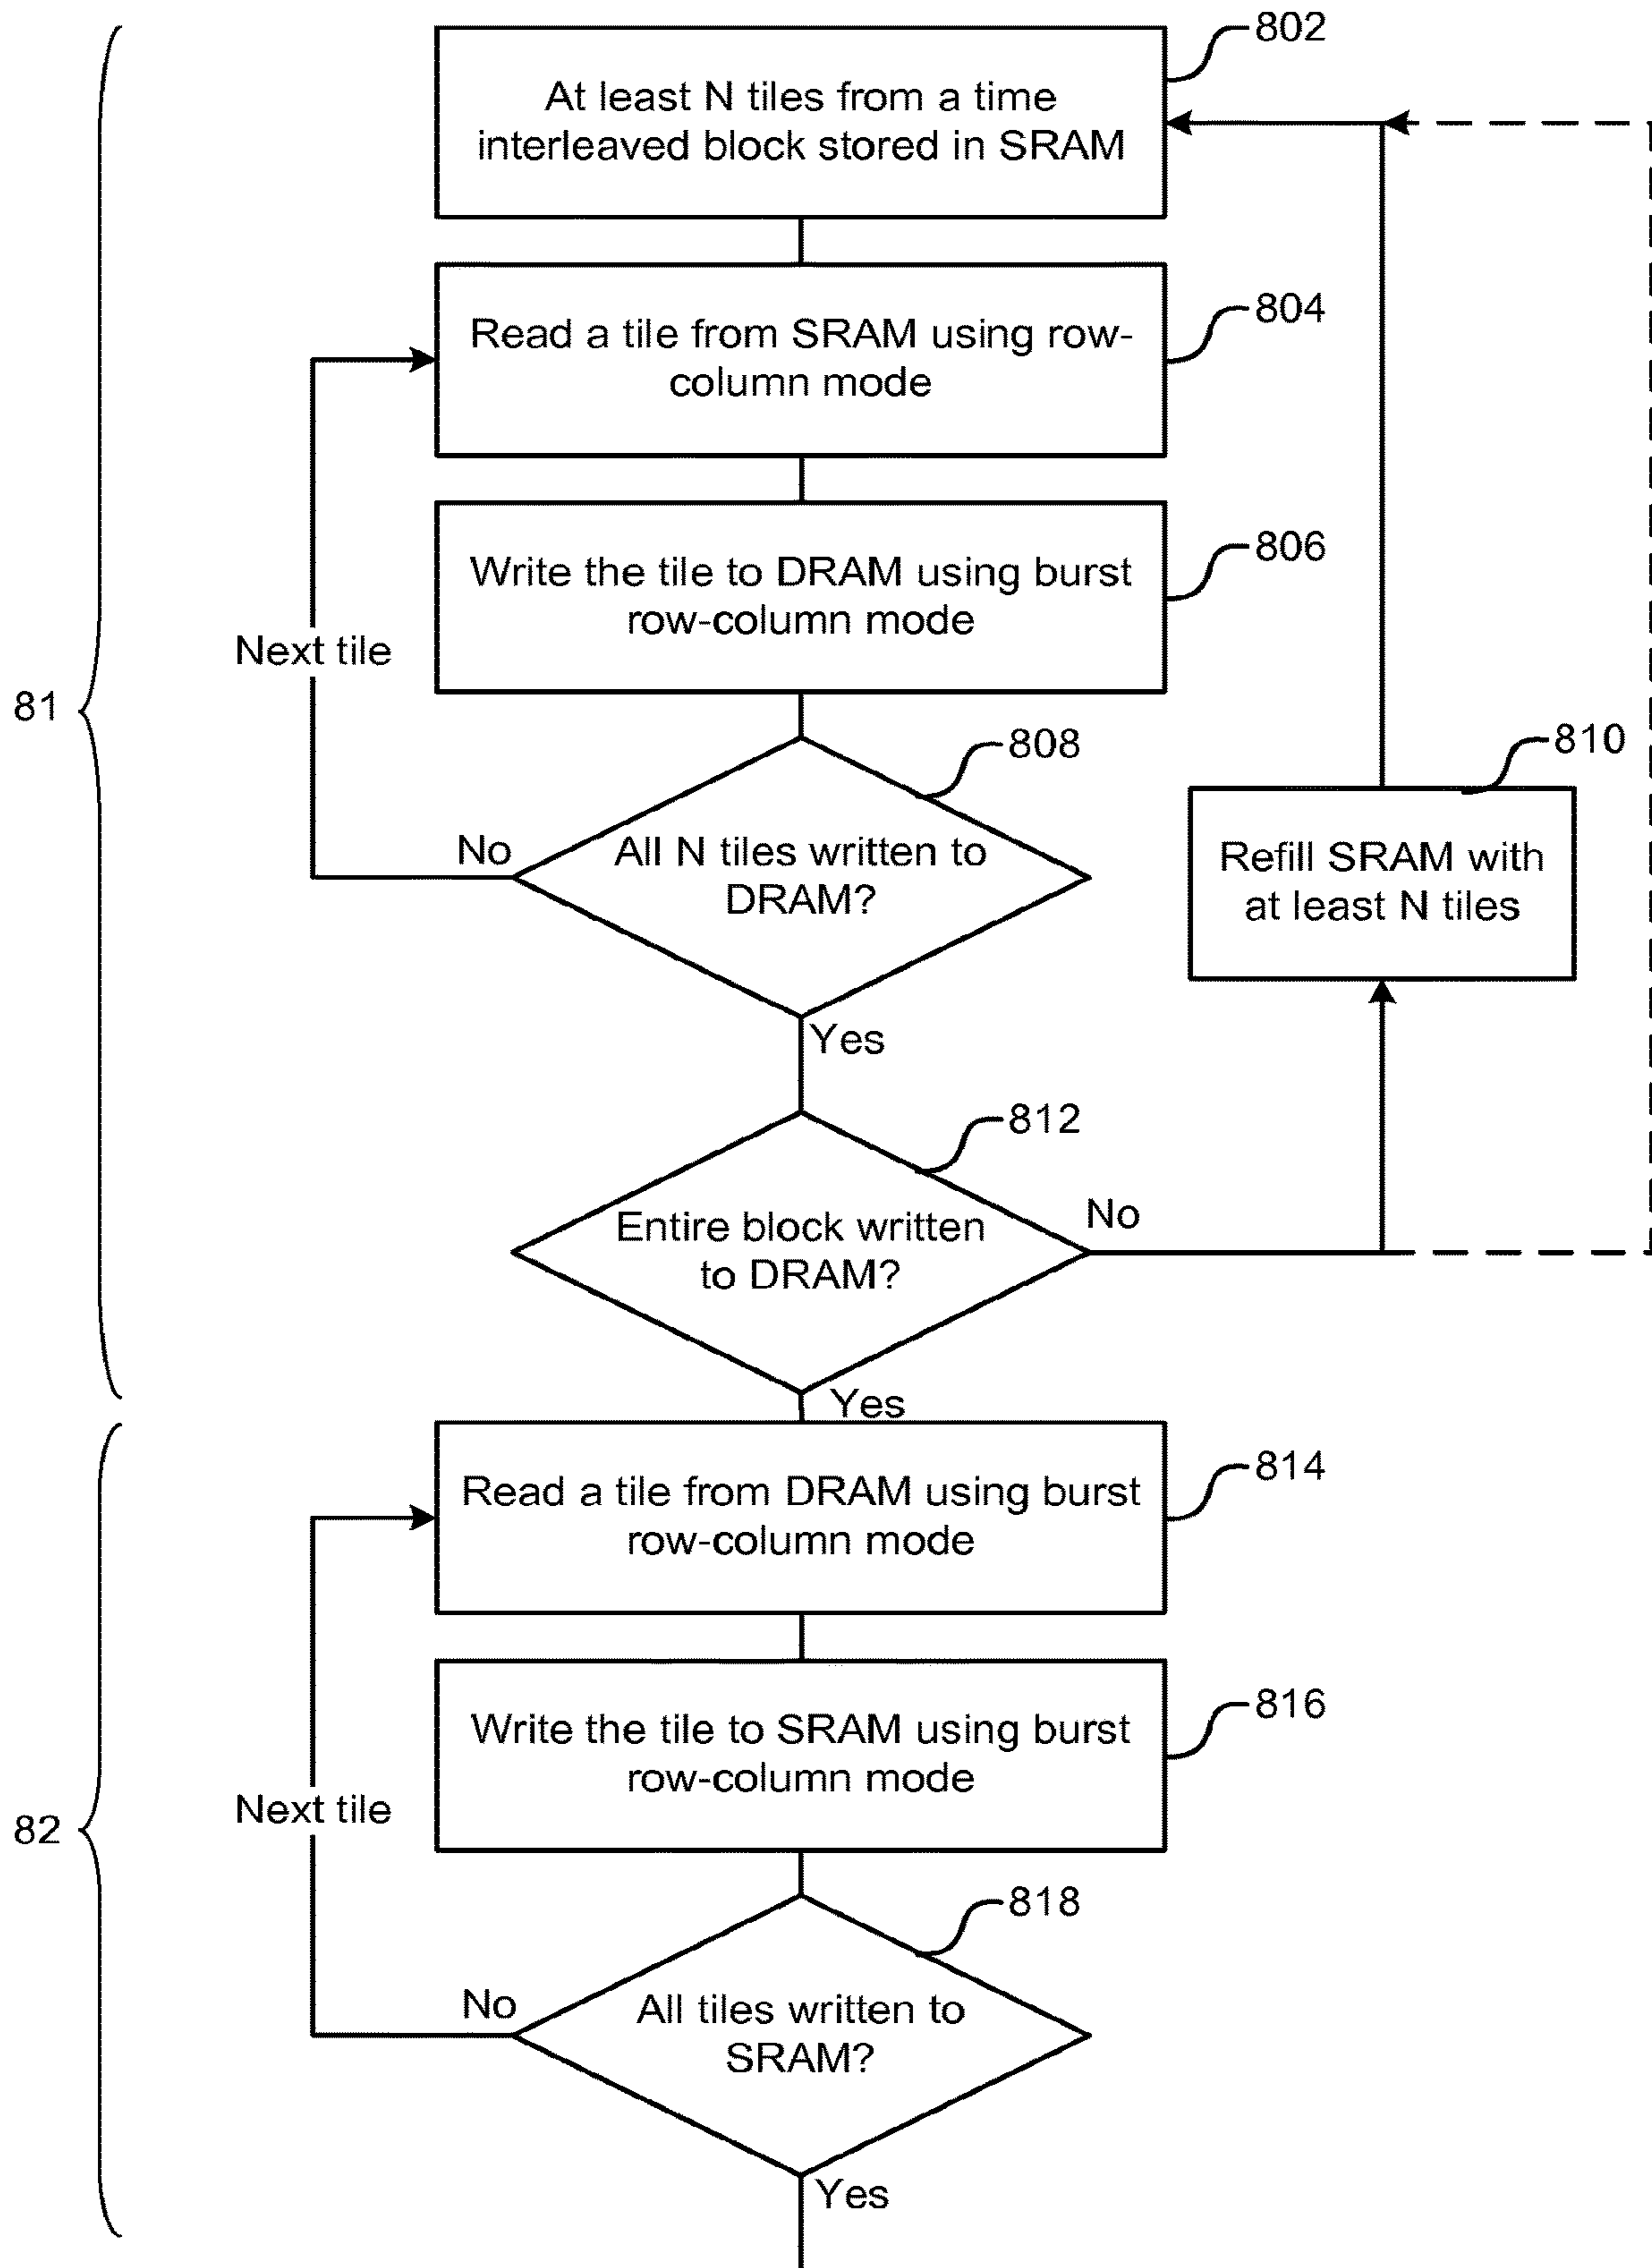 802
At least N tiles from a time
interleaved block stored in SRAM
804
Read a tile from SRAM using row-
column mode
806
Write the tile to DRAM using burst
row-column mode
Next tile
81
808
810
No
All N tiles written to
DRAM?
Refill SRAM with
at least N tiles
Yes
812
No
Entire block written
to DRAM?
Yes
814
Read a tile from DRAM using burst
row-column mode
816
Write the tile to SRAM using burst
row-column mode
Next tile
82
818
No
All tiles written to
SRAM?
Yes